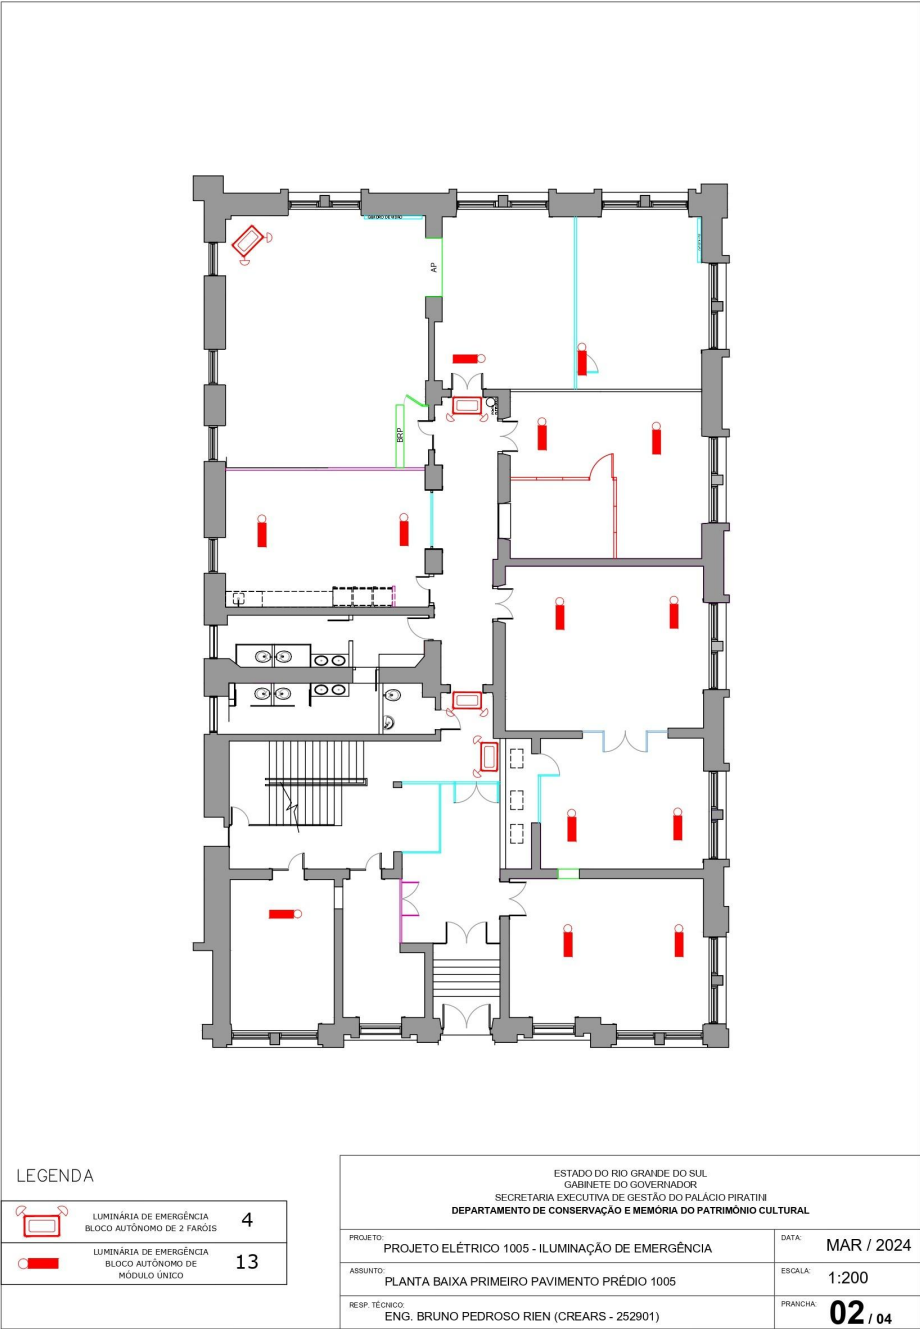 QUADRO DE VIDRO
AP
BRP
LEGENDA
LUMINÁRIA DE EMERGÊNCIA
BLOCO AUTÔNOMO DE 2 FARÓIS
4
LUMINÁRIA DE EMERGÊNCIA
BLOCO AUTÔNOMO DE
MÓDULO ÚNICO
13
ESTADO DO RIO GRANDE DO SUL
GABINETE DO GOVERNADOR
SECRETARIA EXECUTIVA DE GESTÃO DO PALÁCIO PIRATINI
DEPARTAMENTO DE CONSERVAÇÃO E MEMÓRIA DO PATRIMÔNIO CULTURAL
PROJETO:
PROJETO ELÉTRICO 1005 - ILUMINAÇÃO DE EMERGÊNCIA
DATA:
MAR / 2024
ASSUNTO:
PLANTA BAIXA PRIMEIRO PAVIMENTO PRÉDIO 1005
ESCALA:
1:200
RESP. TÉCNICO:
ENG. BRUNO PEDROSO RIEN (CREARS - 252901)
PRANCHA:
02 / 04